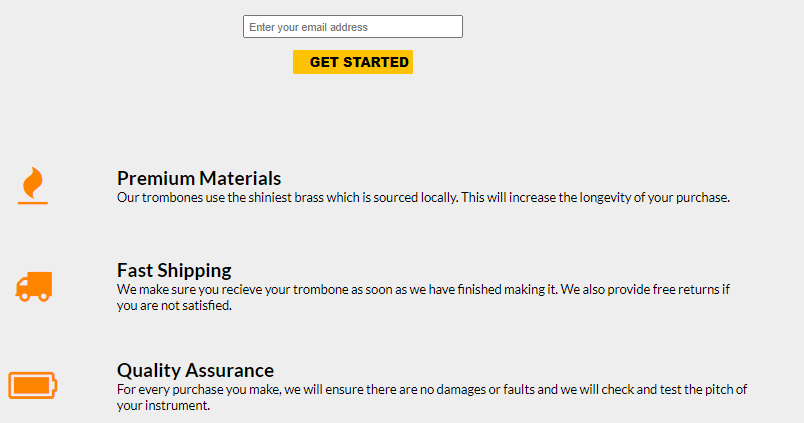 Enter your email address
GET STARTED
Premium Materials
Our trombones use the shiniest brass which is sourced locally. This will increase the longevity of your purchase.
Fast Shipping
We make sure you recieve your trombone as soon as we have finished making it. We also provide free returns if
you are not satisfied.
Quality Assurance
For every purchase you make, we will ensure there are no damages or faults and we will check and test the pitch of
your instrument.